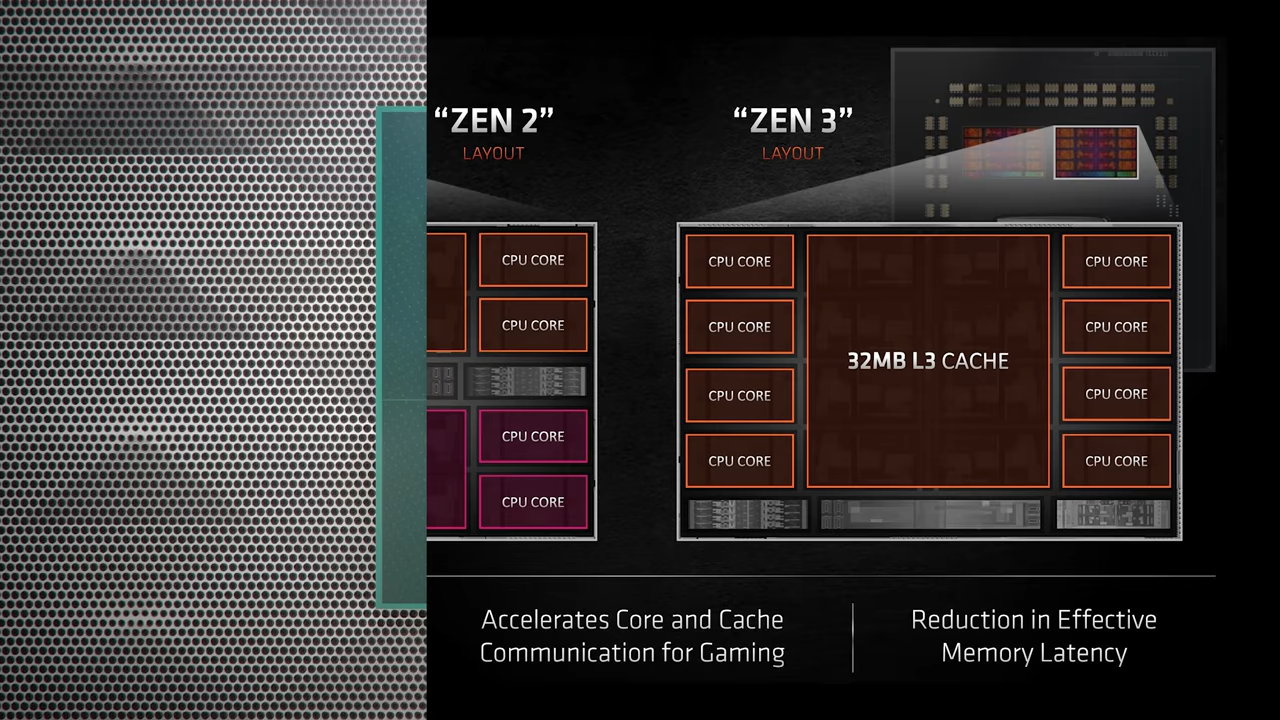 “ZEN 2”
LAYOUT
CPU CORE
CPU CORE
CPU CORE
CPU CORE
“ZEN 3”
LAYOUT
CPU CORE
CPU CORE
CPU CORE
CPU CORE
32MB L3 CACHE
CPU CORE
CPU CORE
CPU CORE
CPU CORE
Accelerates Core and Cache
Communication for Gaming
Reduction in Effective
Memory Latency